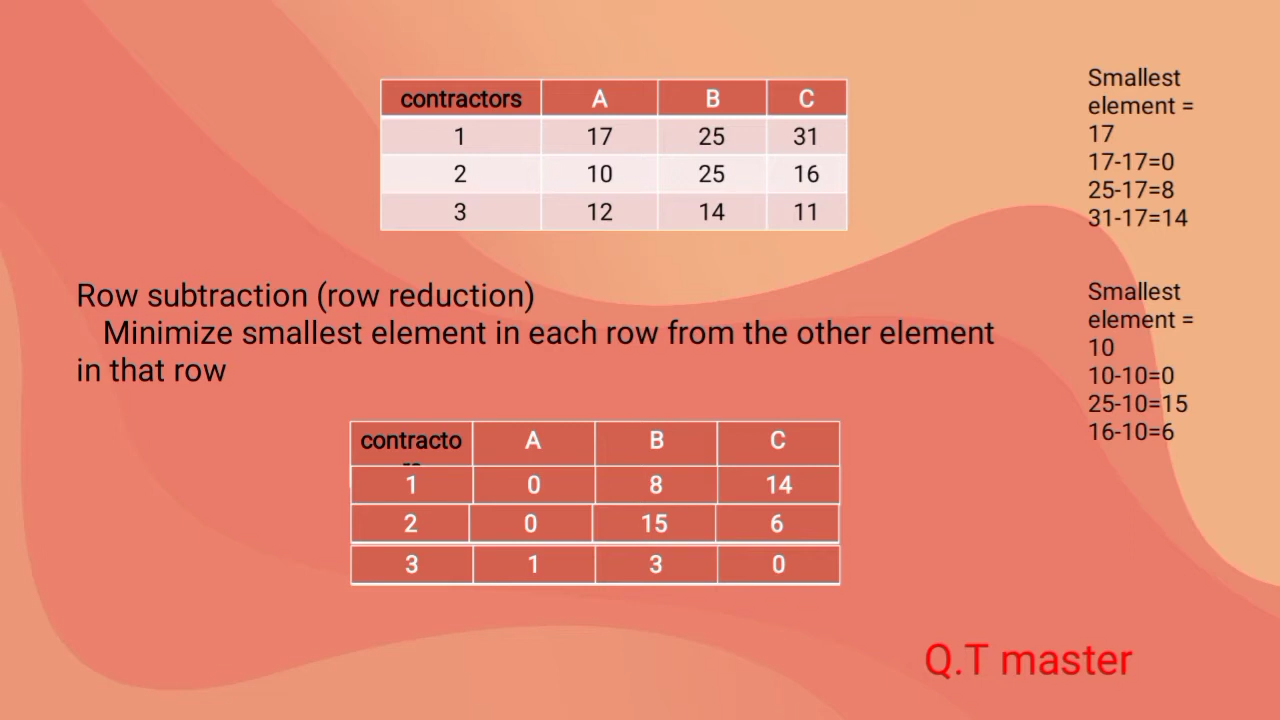 contractors A B C
1 17 25 31
2 10 25 16
3 12 14 11
Smallest
element =
17
17-17=0
25-17=8
31-17=14
Row subtraction (row reduction)
Minimize smallest element in each row from the other element
in that row
Smallest
element =
10
10-10=0
25-10=15
16-10=6
contracto A B C
1 0 8 14
2 0 15 6
3 1 3 0
Q.T master